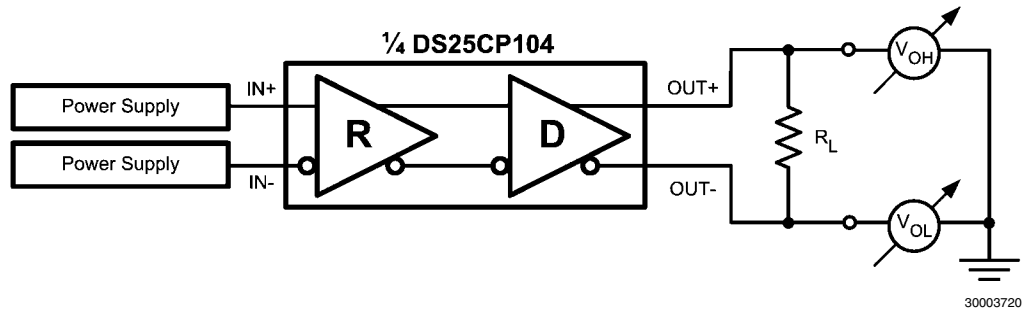 ¼ DS25CP104
Power Supply
IN+
R
D
OUT+
V_OH
R_L
Power Supply
IN-
OUT-
V_OL
30003720